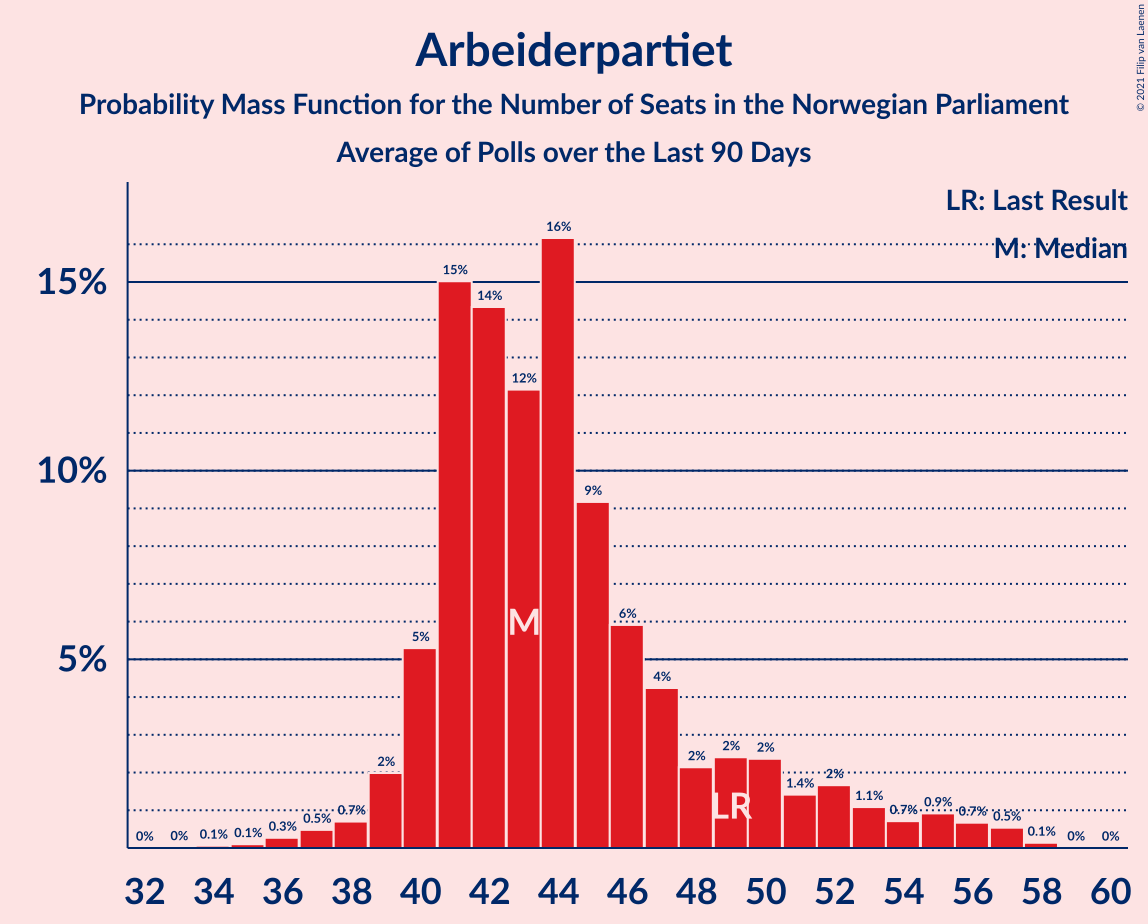 Arbeiderpartiet
Probability Mass Function for the Number of Seats in the Norwegian Parliament
Average of Polls over the Last 90 Days
© 2021 Filip van Laenen
LR: Last Result
M: Median
15%
10%
5%
0% 0% 0.1% 0.1% 0.3% 0.5% 0.7% 2% 5% 15% 14% 12% 16% 9% 6% 4% 2% 2% 2% 1.4% 2% 1.1% 0.7% 0.9% 0.7% 0.5% 0.1% 0% 0%
M
LR
32 34 36 38 40 42 44 46 48 50 52 54 56 58 60